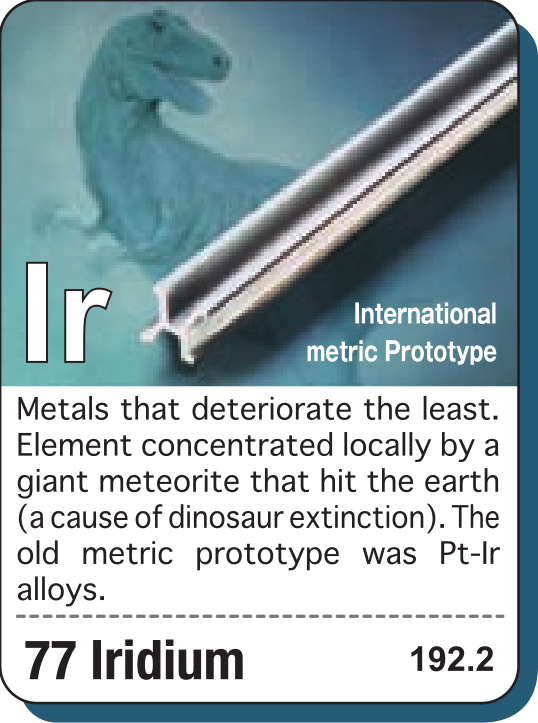 Ir
International
metric Prototype
Metals that deteriorate the least.
Element concentrated locally by a
giant meteorite that hit the earth
(a cause of dinosaur extinction). The
old metric prototype was Pt-Ir
alloys.
77 Iridium 192.2